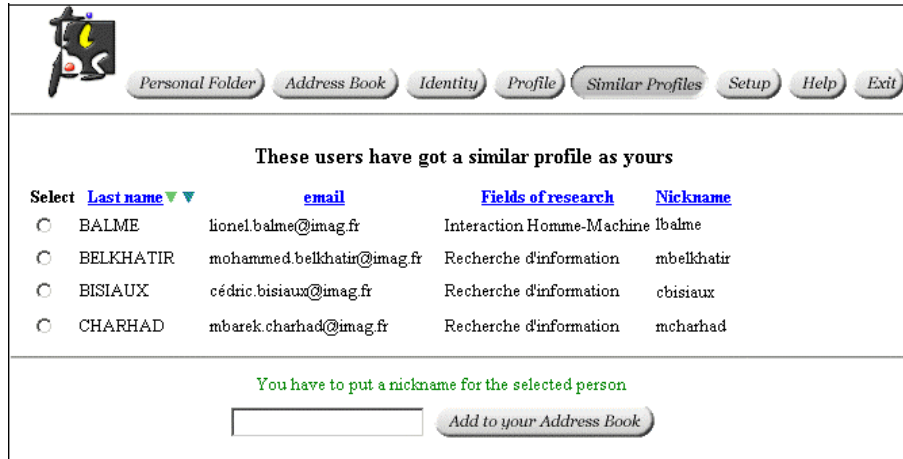 tips
Personal Folder Address Book Identity Profile Similar Profiles Setup Help Exit
These users have got a similar profile as yours
Select Last name email Fields of research Nickname
BALME lionel.balme@imag.fr Interaction Homme-Machine lbalme
BELKHATIR mohammed.belkhatir@imag.fr Recherche d'information mbelkhatir
BISIAUX cédric.bisiaux@imag.fr Recherche d'information cbisiaux
CHARHAD mbarek.charhad@imag.fr Recherche d'information mcharhad
You have to put a nickname for the selected person
Add to your Address Book